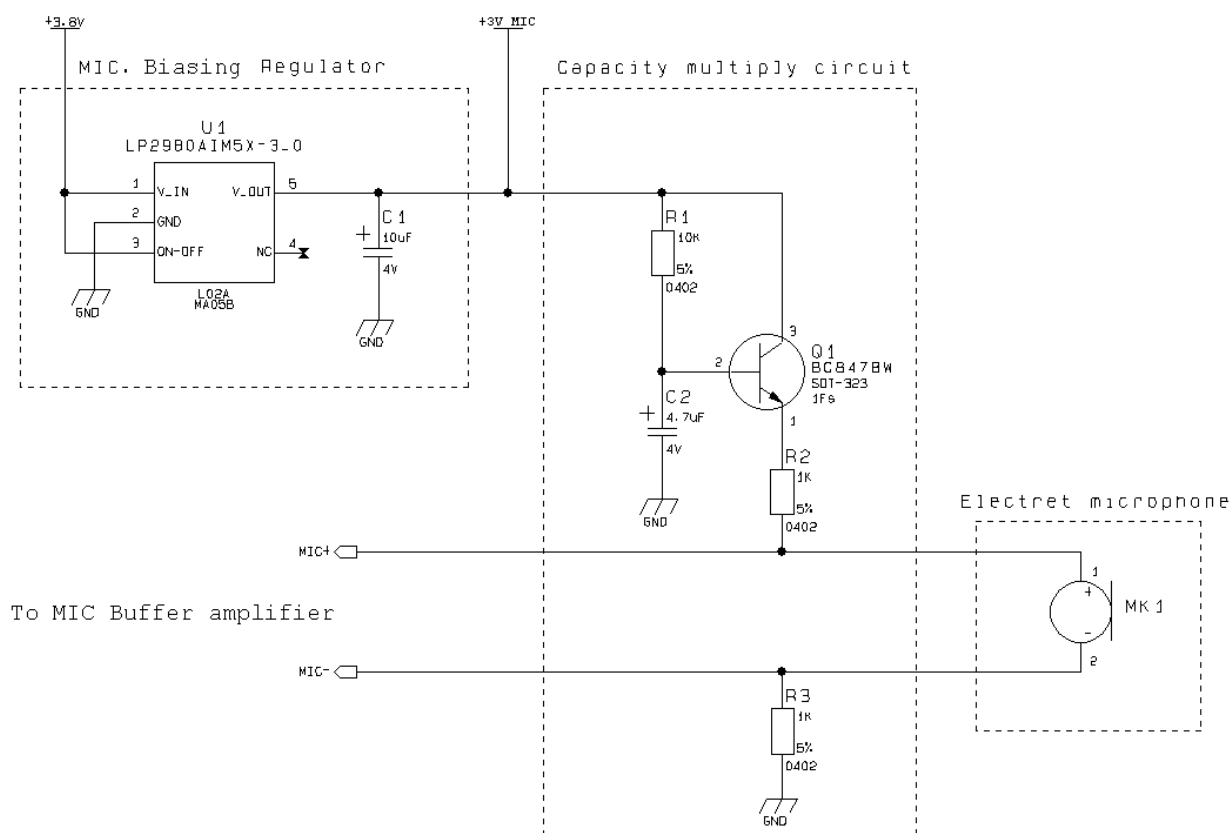 +3.8V
+3V MIC
MIC. Biasing Regulator
Capacity multiply circuit
U1
LP2980AIM5X-3_0
1
V_IN
V_OUT
5
2
GND
3
ON-OFF
NC
4
L02A
MA05B
GND
C1
+
10uF
4V
GND
R1
10K
5%
0402
2
3
Q1
BC847BW
SOT-323
1Fs
1
C2
+
4.7uF
4V
GND
R2
1K
5%
0402
Electret microphone
MIC+
1
+
MK1
-
2
To MIC Buffer amplifier
MIC-
R3
1K
5%
0402
GND